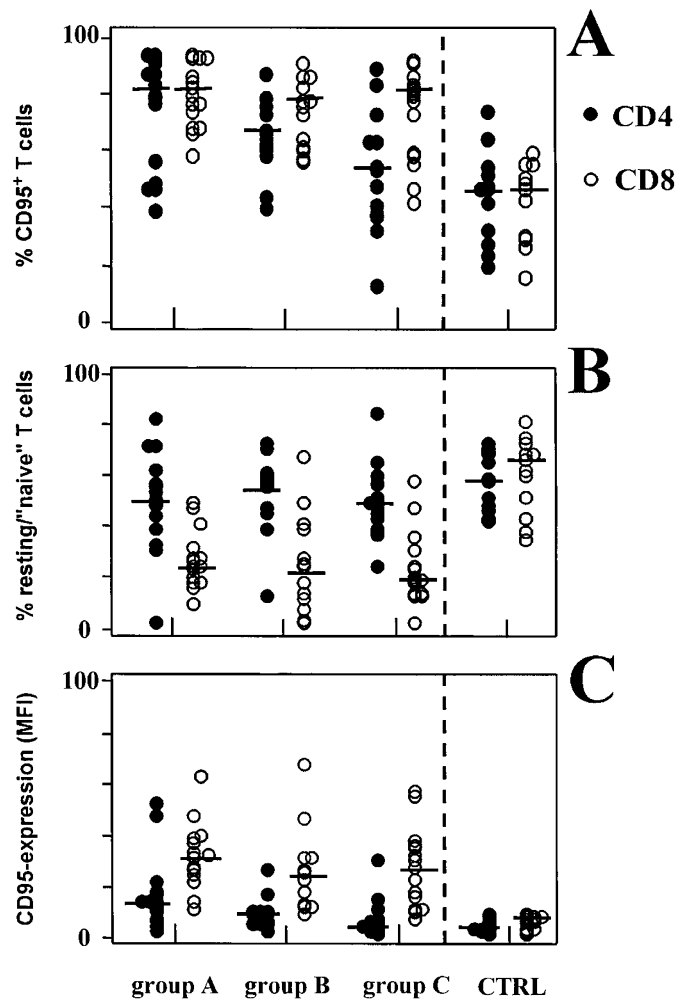 A
100
% CD95+ T cells
0
CD4
CD8
B
100
% resting/"naive" T cells
0
C
100
CD95-expression (MFI)
0
group A group B group C CTRL